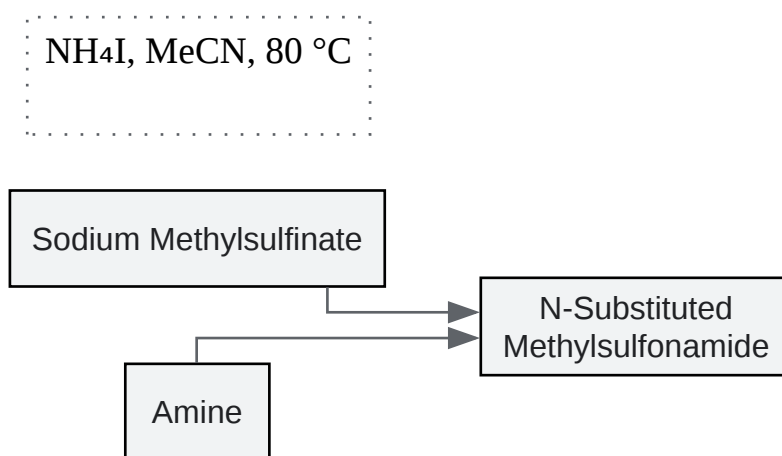 NH₄I, MeCN, 80 °C
Sodium Methylsulfinate
N-Substituted
Methylsulfonamide
Amine